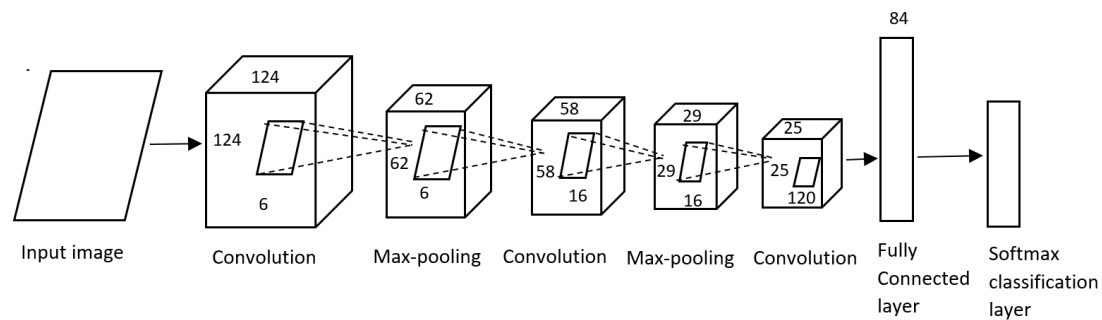 84
124
124
6
62
62
6
58
58
16
29
29
16
25
25
120
Input image
Convolution
Max-pooling
Convolution
Max-pooling
Convolution
Fully
Connected
layer
Softmax
classification
layer